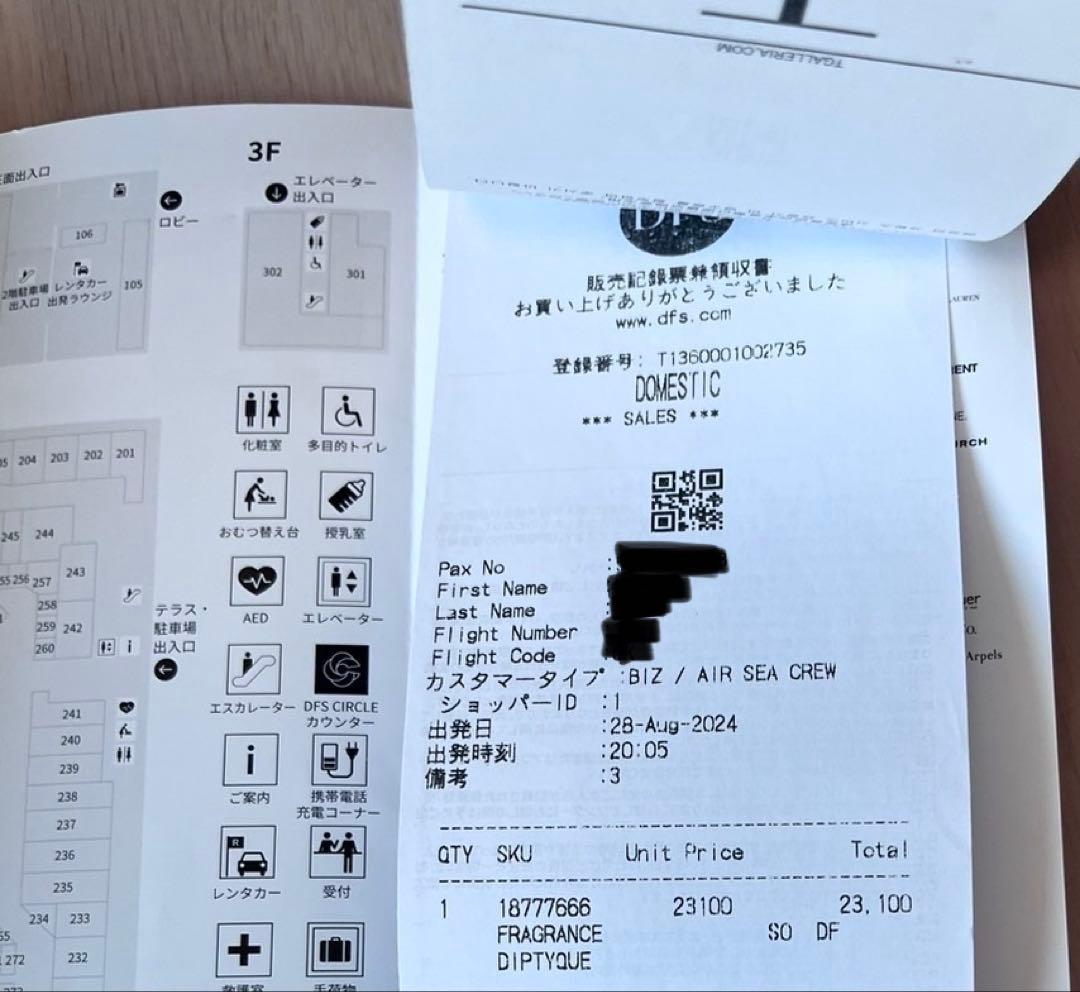 3F
エレベーター
出入口
ロビー
106
2階駐車場
出入口
レンタカー
出発ラウンジ
105
302
301
204
203
202
201
245
244
256
257
243
258
259
242
260
テラス・
駐車場
出入口
241
240
239
238
237
236
235
234
233
272
232
化粧室
多目的トイレ
おむつ替え台
授乳室
AED
エレベーター
エスカレーター
DFS CIRCLE
カウンター
ご案内
携帯電話
充電コーナー
レンタカー
受付
TGALLERIA.COM
販売記録票兼領収書
お買い上げありがとうございました
www.dfs.com
登録番号: T1360001002735
DOMESTIC
*** SALES ***
Pax No :
First Name :
Last Name :
Flight Number
Flight Code
カスタマータイプ :BIZ / AIR SEA CREW
ショッパーID :1
出発日 :28-Aug-2024
出発時刻 :20:05
備考 :3
QTY SKU Unit Price Total
1 18777666 23100 23,100
FRAGRANCE SO DF
DIPTYQUE
Arpels